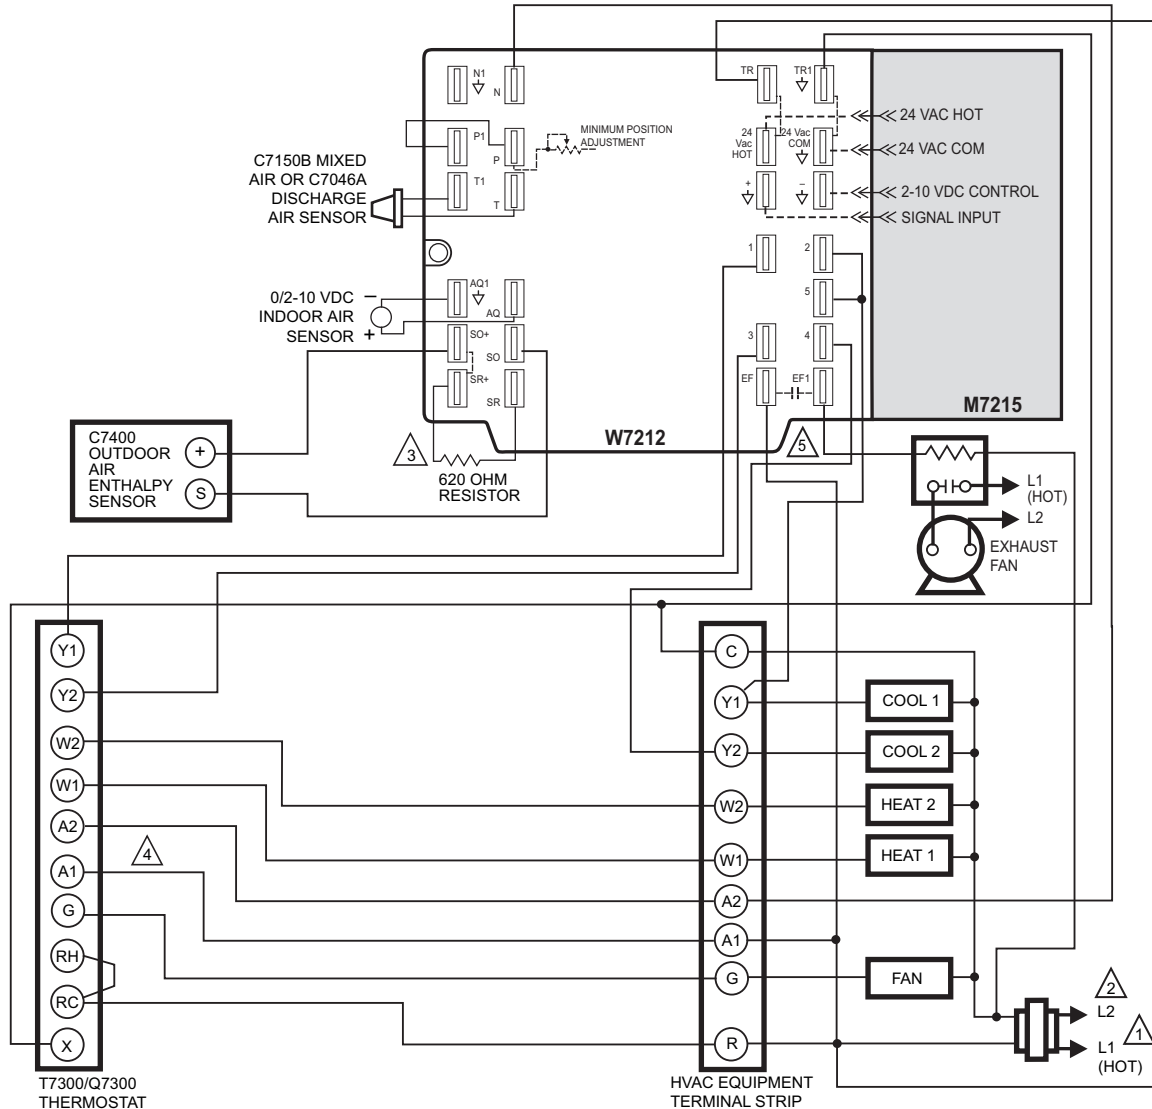 N1
N
TR
TR1
24 VAC HOT
P1
P
MINIMUM POSITION
ADJUSTMENT
24
Vac
HOT
24 Vac
COM
24 VAC COM
C7150B MIXED
AIR OR C7046A
DISCHARGE
AIR SENSOR
T1
T
+
–
2-10 VDC CONTROL
SIGNAL INPUT
1
2
0/2-10 VDC –
INDOOR AIR
SENSOR +
AQ1
AQ
5
SO+
SO
3
4
SR+
SR
EF
EF1
M7215
W7212
C7400
OUTDOOR
AIR
ENTHALPY
SENSOR
+
S
3
620 OHM
RESISTOR
5
L1
(HOT)
L2
EXHAUST
FAN
Y1
Y2
W2
W1
A2
A1
G
RH
RC
X
4
T7300/Q7300
THERMOSTAT
C
Y1
Y2
W2
W1
A2
A1
G
R
HVAC EQUIPMENT
TERMINAL STRIP
COOL 1
COOL 2
HEAT 2
HEAT 1
FAN
2
L2
1
L1
(HOT)